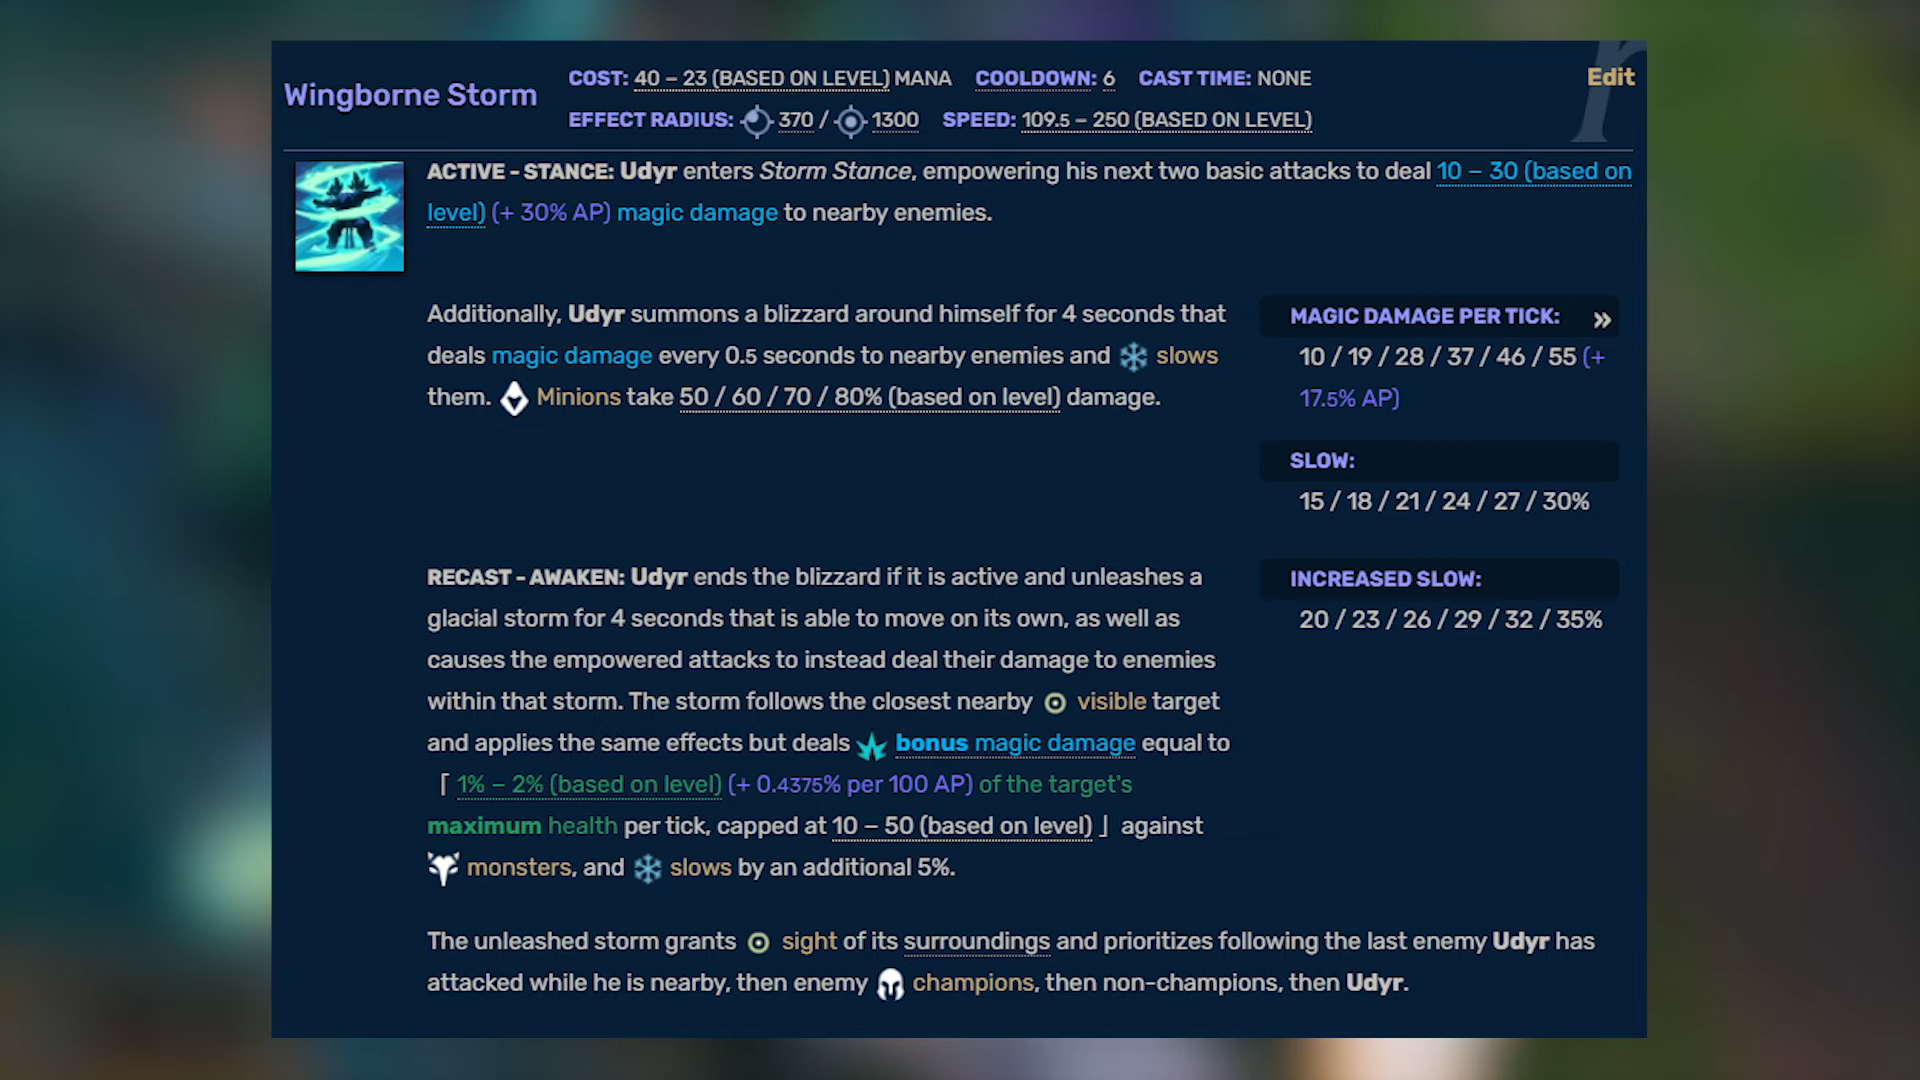 Wingborne Storm
COST: 40 – 23 (BASED ON LEVEL) MANA COOLDOWN: 6 CAST TIME: NONE
Edit
EFFECT RADIUS: 370 / 1300 SPEED: 109.5 – 250 (BASED ON LEVEL)
ACTIVE - STANCE: Udyr enters Storm Stance, empowering his next two basic attacks to deal 10 – 30 (based on
level) (+ 30% AP) magic damage to nearby enemies.
Additionally, Udyr summons a blizzard around himself for 4 seconds that
deals magic damage every 0.5 seconds to nearby enemies and slows
them. Minions take 50 / 60 / 70 / 80% (based on level) damage.
MAGIC DAMAGE PER TICK: »
10 / 19 / 28 / 37 / 46 / 55 (+
17.5% AP)
SLOW:
15 / 18 / 21 / 24 / 27 / 30%
RECAST - AWAKEN: Udyr ends the blizzard if it is active and unleashes a
glacial storm for 4 seconds that is able to move on its own, as well as
causes the empowered attacks to instead deal their damage to enemies
within that storm. The storm follows the closest nearby visible target
and applies the same effects but deals bonus magic damage equal to
⌈ 1% – 2% (based on level) (+ 0.4375% per 100 AP) of the target's
maximum health per tick, capped at 10 – 50 (based on level) ⌋ against
monsters, and slows by an additional 5%.
INCREASED SLOW:
20 / 23 / 26 / 29 / 32 / 35%
The unleashed storm grants sight of its surroundings and prioritizes following the last enemy Udyr has
attacked while he is nearby, then enemy champions, then non-champions, then Udyr.